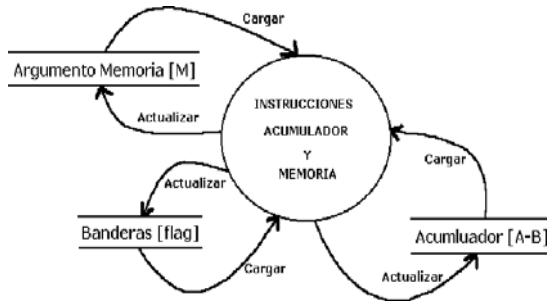 Cargar
Argumento Memoria [M]
Actualizar
INSTRUCCIONES
ACUMULADOR
Y
MEMORIA
Cargar
Actualizar
Banderas [flag]
Cargar
Acumluador [A-B]
Actualizar